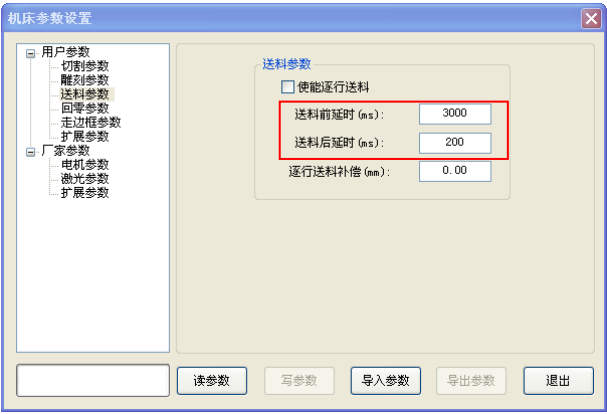 机床参数设置
用户参数
切割参数
雕刻参数
送料参数
回零参数
走边框参数
扩展参数
厂家参数
电机参数
激光参数
扩展参数
送料参数
使能逐行送料
送料前延时(ms): 3000
送料后延时(ms): 200
逐行送料补偿(mm): 0.00
读参数 写参数 导入参数 导出参数 退出